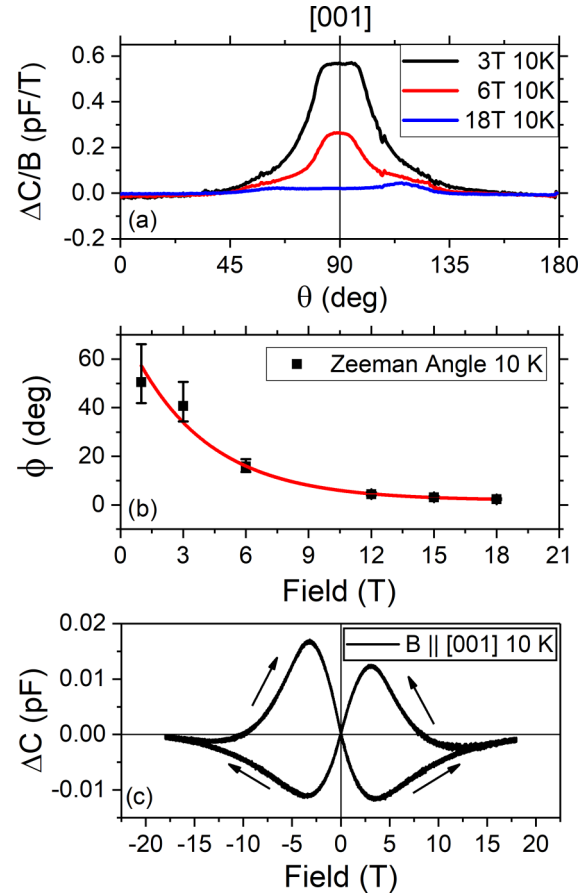 [001]
3T 10K
6T 10K
18T 10K
ΔC/B (pF/T)
0.6
0.4
0.2
0.0
-0.2
(a)
0 45 90 135 180
θ (deg)
Zeeman Angle 10 K
ϕ (deg)
60
40
20
0
(b)
0 3 6 9 12 15 18 21
Field (T)
B || [001] 10 K
ΔC (pF)
0.02
0.01
0.00
-0.01
(c)
-20 -15 -10 -5 0 5 10 15 20
Field (T)